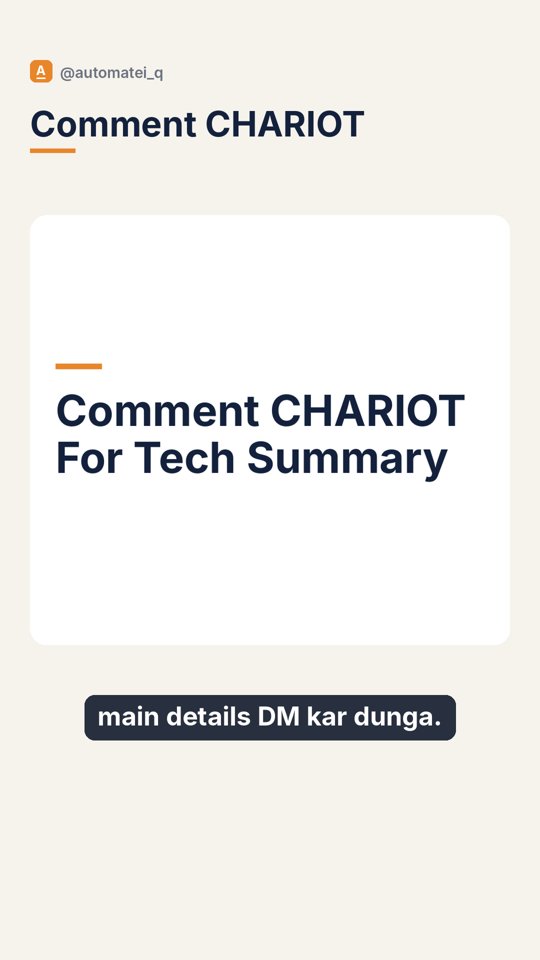 A
@automatei_q
Comment CHARIOT
Comment CHARIOT
For Tech Summary
main details DM kar dunga.